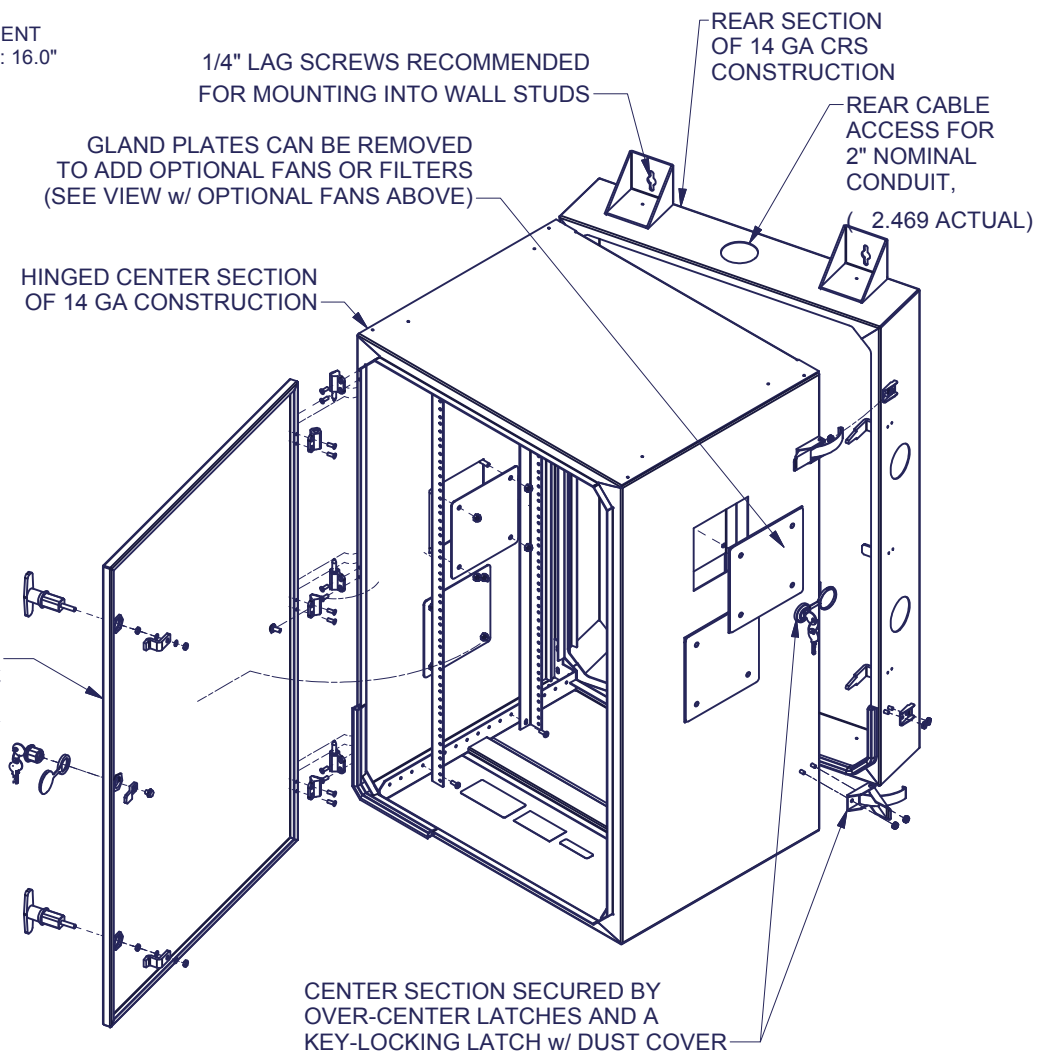 ENT
: 16.0"
1/4" LAG SCREWS RECOMMENDED
FOR MOUNTING INTO WALL STUDS
GLAND PLATES CAN BE REMOVED
TO ADD OPTIONAL FANS OR FILTERS
(SEE VIEW w/ OPTIONAL FANS ABOVE)
HINGED CENTER SECTION
OF 14 GA CONSTRUCTION
REAR SECTION
OF 14 GA CRS
CONSTRUCTION
REAR CABLE
ACCESS FOR
2" NOMINAL
CONDUIT,
( 2.469 ACTUAL)
CENTER SECTION SECURED BY
OVER-CENTER LATCHES AND A
KEY-LOCKING LATCH w/ DUST COVER